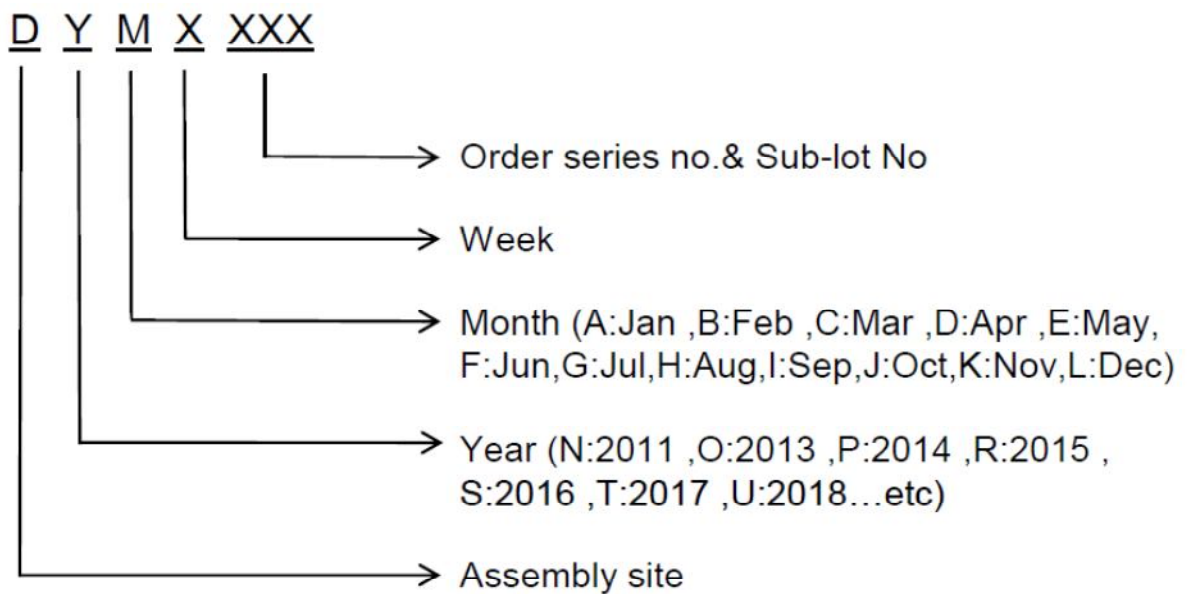 D Y M X XXX
Order series no.& Sub-lot No
Week
Month (A:Jan ,B:Feb ,C:Mar ,D:Apr ,E:May,
F:Jun,G:Jul,H:Aug,I:Sep,J:Oct,K:Nov,L:Dec)
Year (N:2011 ,O:2013 ,P:2014 ,R:2015 ,
S:2016 ,T:2017 ,U:2018...etc)
Assembly site